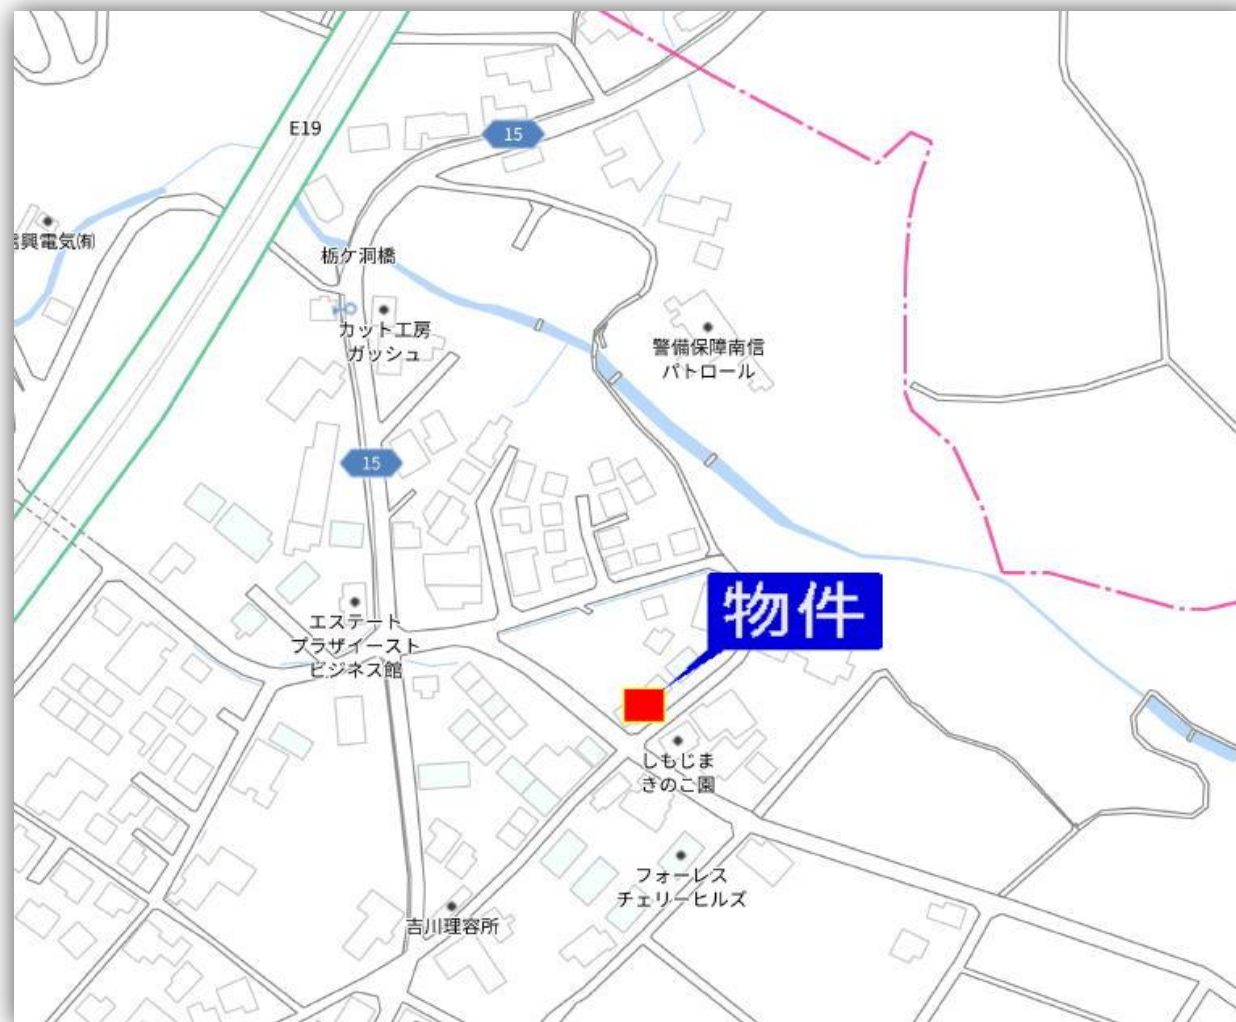 E19
15
興電気㈲
栃ケ洞橋
カット工房
ガッシュ
警備保障南信
パトロール
15
物件
エステート
プラザイースト
ビジネス館
しもじま
きのこ園
フォーレス
チェリーヒルズ
吉川理容所